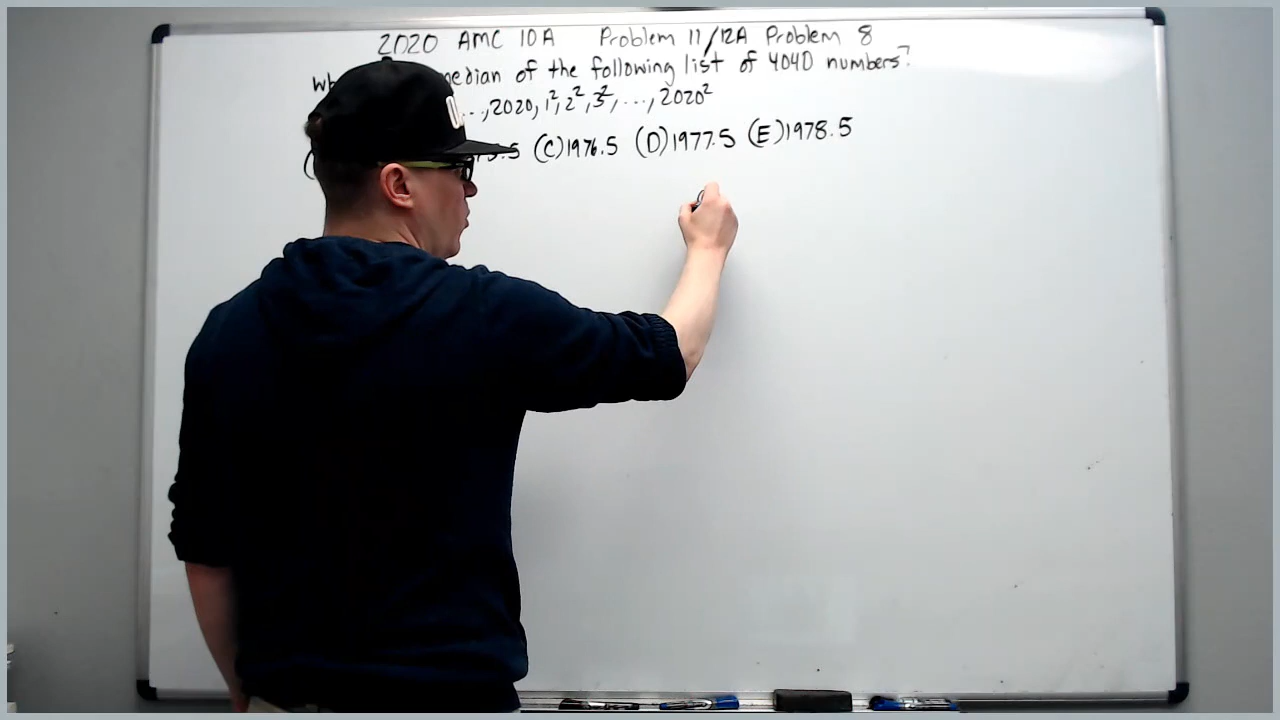 2020 AMC 10A Problem 11/12A Problem 8
median of the following list of 4040 numbers?
..., 2020, 1², 2², 3², ..., 2020²
(C) 1976.5 (D) 1977.5 (E) 1978.5